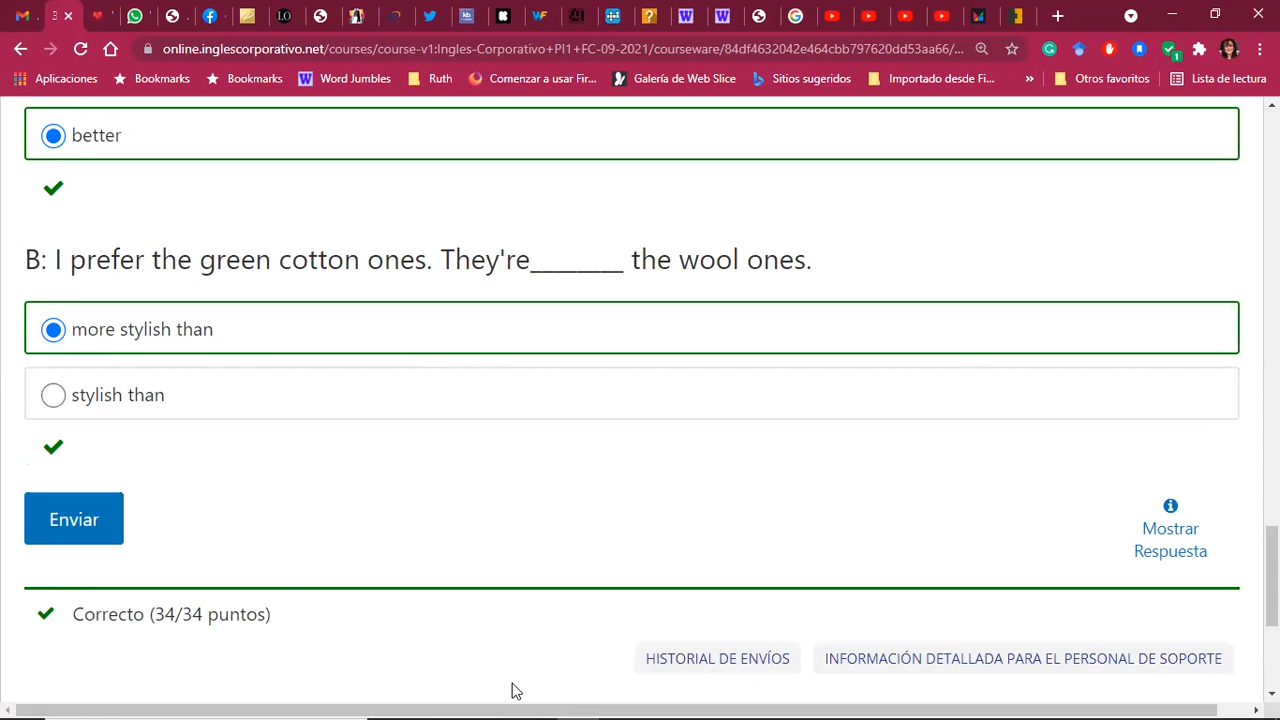 3
online.inglescorporativo.net/courses/course-v1:Ingles-Corporativo+PI1+FC-09-2021/courseware/84df4632042e464cbb797620dd53aa66/...
Aplicaciones
Bookmarks
Bookmarks
Word Jumbles
Ruth
Comenzar a usar Fir...
Galería de Web Slice
Sitios sugeridos
Importado desde Fi...
»
Otros favoritos
Lista de lectura
better
B: I prefer the green cotton ones. They're________ the wool ones.
more stylish than
stylish than
Enviar
Mostrar
Respuesta
Correcto (34/34 puntos)
HISTORIAL DE ENVÍOS
INFORMACIÓN DETALLADA PARA EL PERSONAL DE SOPORTE